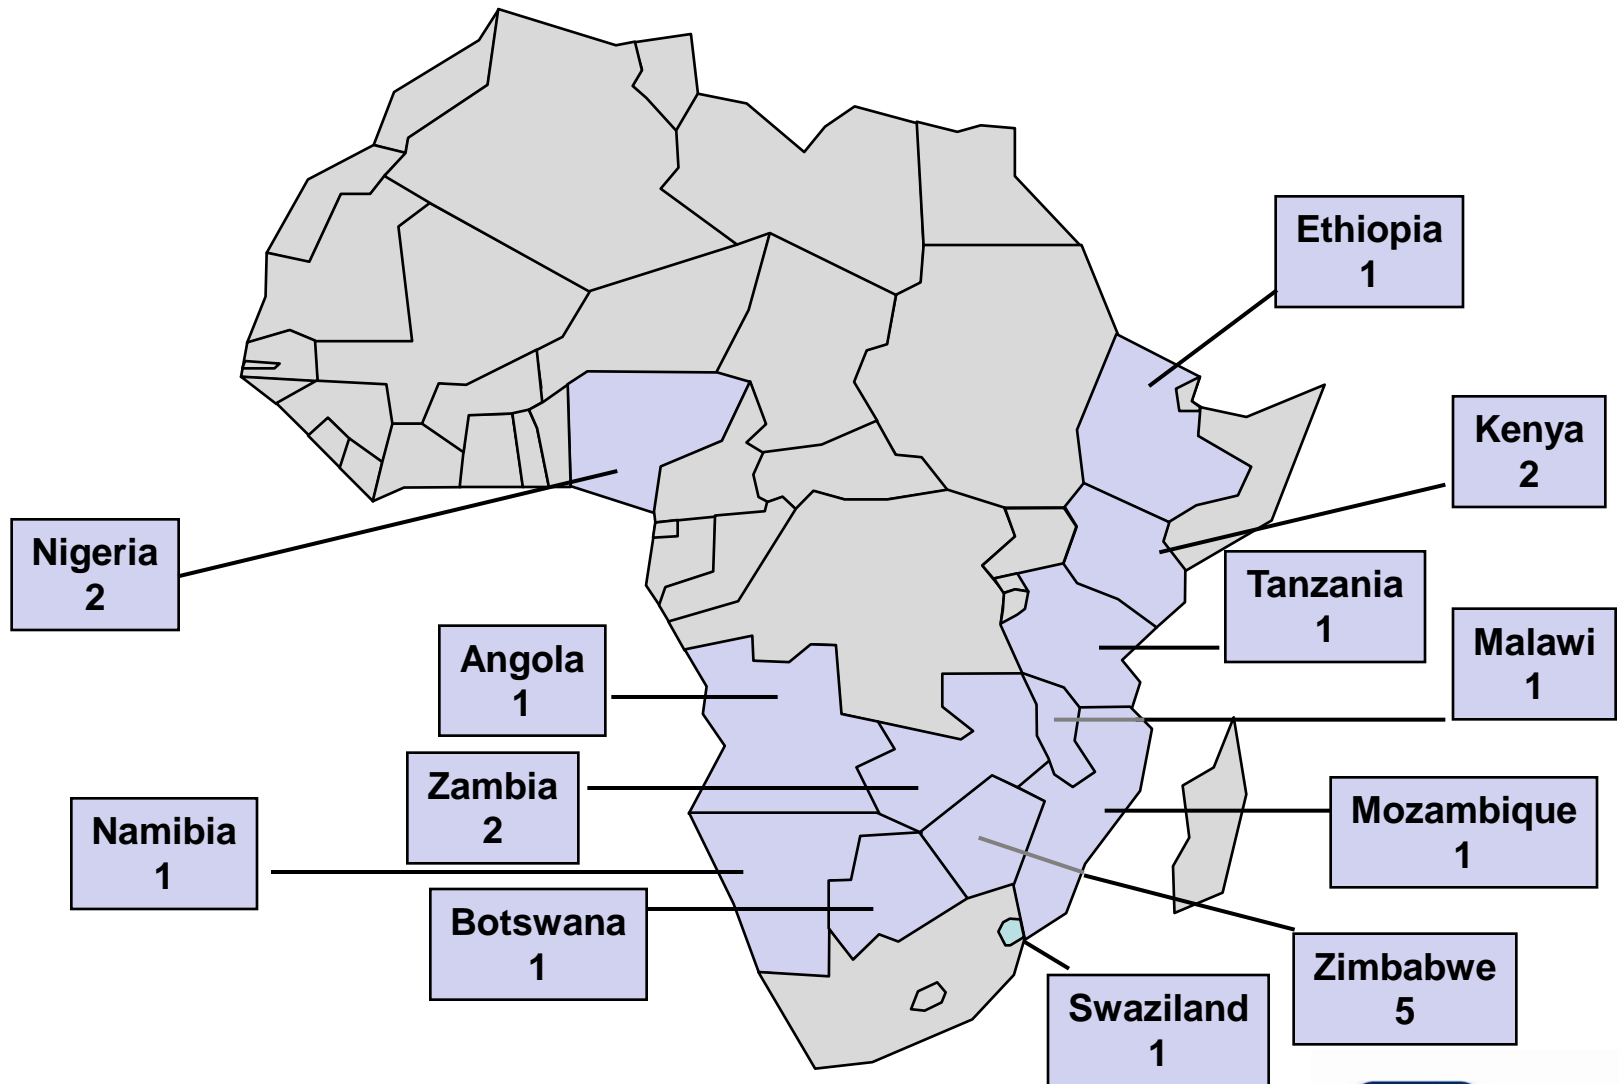 Ethiopia
1
Kenya
2
Nigeria
2
Tanzania
1
Malawi
1
Angola
1
Zambia
2
Mozambique
1
Namibia
1
Botswana
1
Zimbabwe
5
Swaziland
1